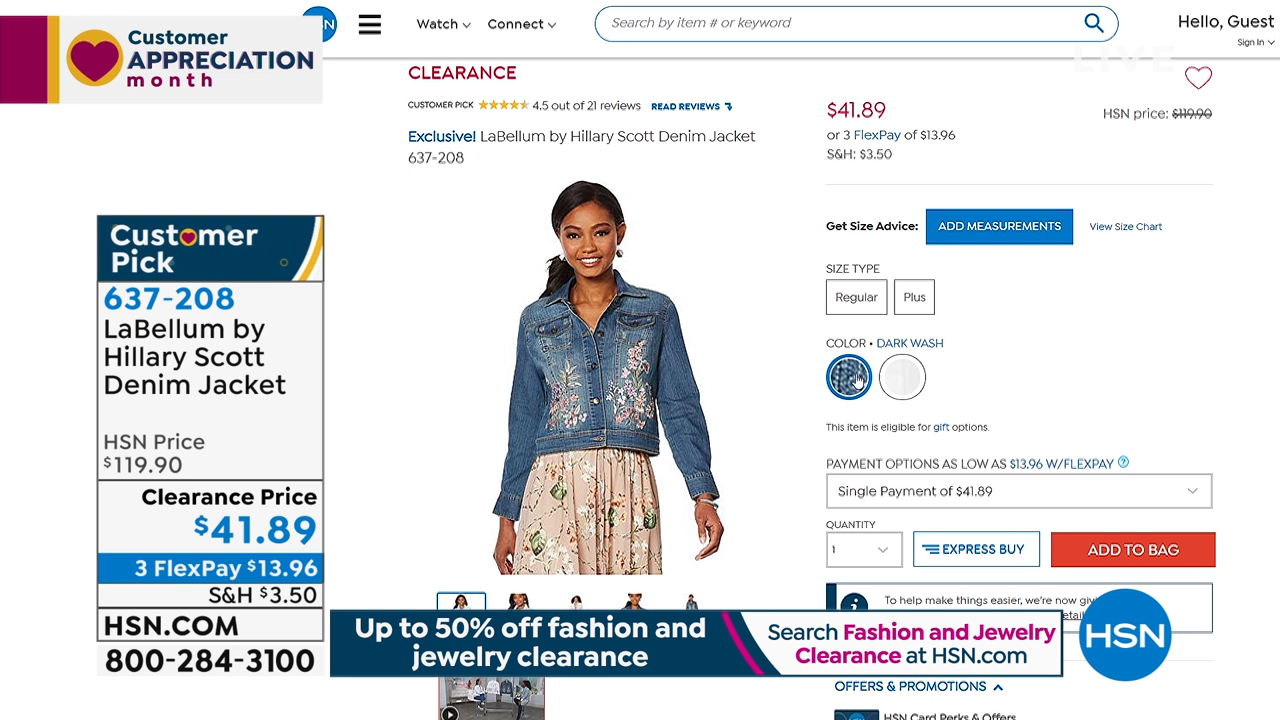 Customer
APPRECIATION
month
HN
Watch
Connect
Search by item # or keyword
Hello, Guest
Sign In
LIVE
CLEARANCE
CUSTOMER PICK 4.5 out of 21 reviews READ REVIEWS
Exclusive! LaBellum by Hillary Scott Denim Jacket
637-208
$41.89
HSN price: $119.90
or 3 FlexPay of $13.96
S&H: $3.50
Get Size Advice:
ADD MEASUREMENTS
View Size Chart
SIZE TYPE
Regular
Plus
COLOR • DARK WASH
This item is eligible for gift options.
PAYMENT OPTIONS AS LOW AS $13.96 W/FLEXPAY ?
Single Payment of $41.89
QUANTITY
1
EXPRESS BUY
ADD TO BAG
i
To help make things easier, we're now
OFFERS & PROMOTIONS
HSN Card Perks & Offers
Customer
Pick
637-208
LaBellum by
Hillary Scott
Denim Jacket
HSN Price
$119.90
Clearance Price
$41.89
3 FlexPay $13.96
S&H $3.50
HSN.COM
800-284-3100
Up to 50% off fashion and
jewelry clearance
Search Fashion and Jewelry
Clearance at HSN.com
HSN